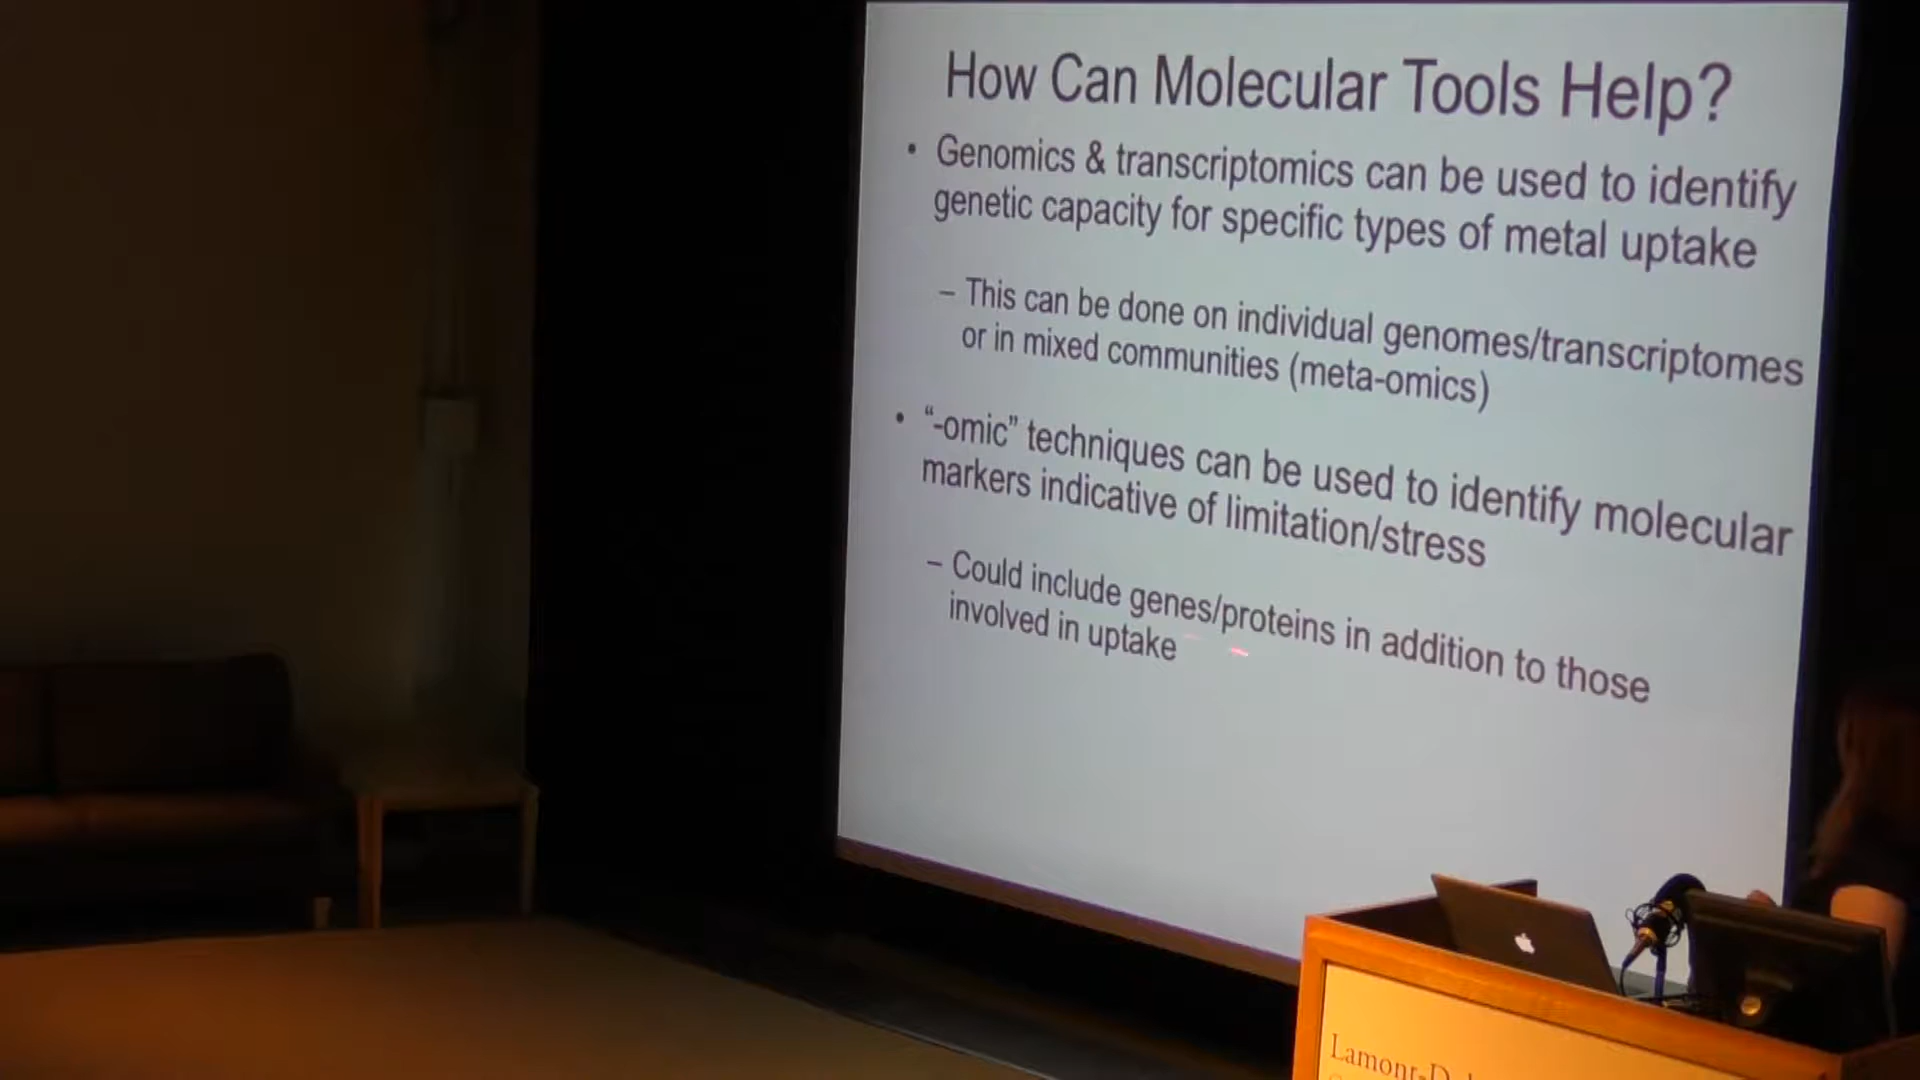 How Can Molecular Tools Help?
• Genomics & transcriptomics can be used to identify
genetic capacity for specific types of metal uptake
– This can be done on individual genomes/transcriptomes
or in mixed communities (meta-omics)
• “-omic” techniques can be used to identify molecular
markers indicative of limitation/stress
– Could include genes/proteins in addition to those
involved in uptake
Lamont-D